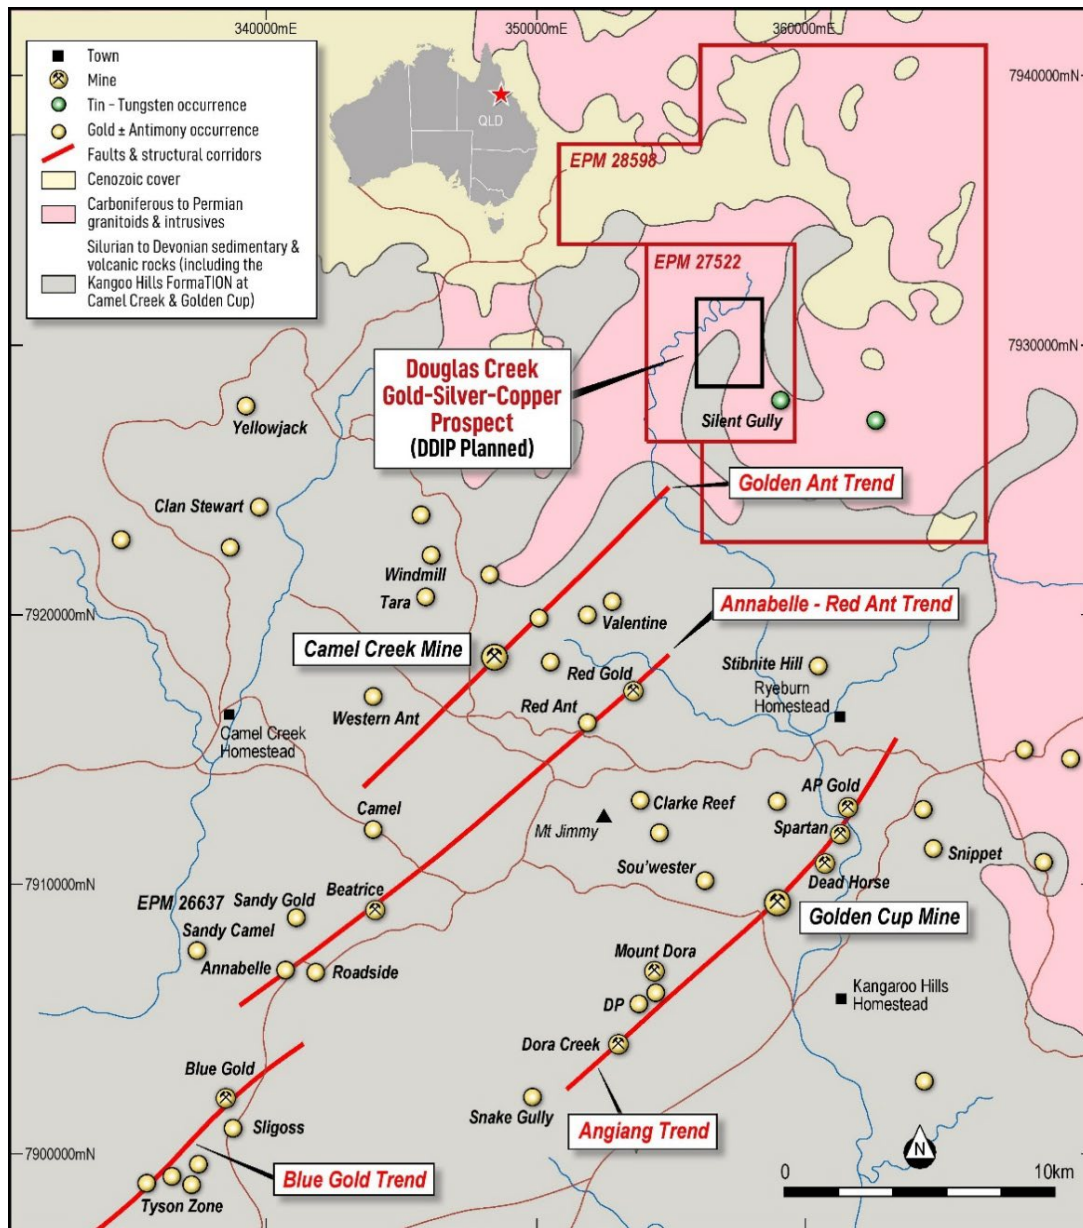 340000mE
350000mE
360000mE
Town
Mine
Tin - Tungsten occurrence
Gold ± Antimony occurrence
Faults & structural corridors
Cenozoic cover
Carboniferous to Permian
granitoids & intrusives
Silurian to Devonian sedimentary &
volcanic rocks (including the
Kangoo Hills FormaTION at
Camel Creek & Golden Cup)
QLD
7940000mN
EPM 28598
EPM 27522
7930000mN
Douglas Creek
Gold-Silver-Copper
Prospect
(DDIP Planned)
Silent Gully
Yellowjack
Golden Ant Trend
Clan Stewart
Windmill
Tara
7920000mN
Annabelle - Red Ant Trend
Valentine
Camel Creek Mine
Red Gold
Stibnite Hill
Ryeburn
Homestead
Western Ant
Red Ant
Camel Creek
Homestead
AP Gold
Camel
Clarke Reef
Mt Jimmy
Spartan
Snippet
Sou'wester
Dead Horse
7910000mN
Beatrice
EPM 26637
Sandy Gold
Golden Cup Mine
Sandy Camel
Annabelle
Roadside
Mount Dora
DP
Kangaroo Hills
Homestead
Dora Creek
Blue Gold
Snake Gully
Sligoss
Angiang Trend
7900000mN
Blue Gold Trend
Tyson Zone
N
0
10km